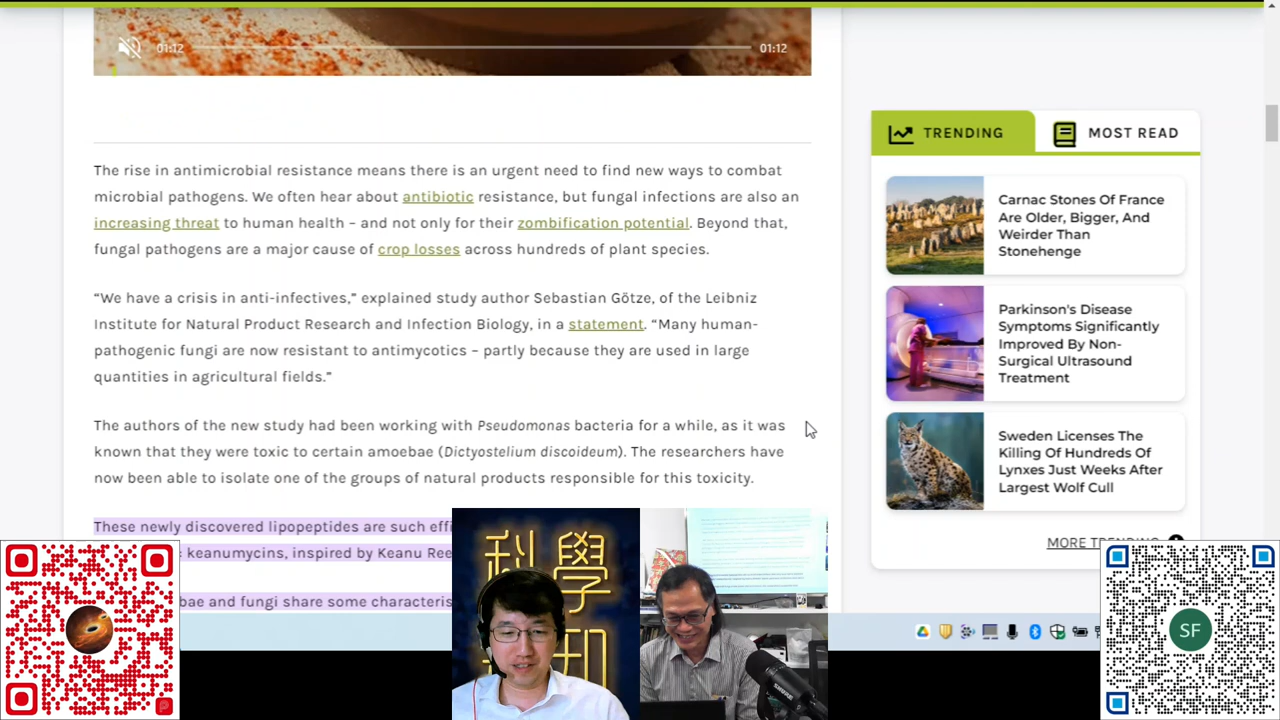 01:12
01:12
The rise in antimicrobial resistance means there is an urgent need to find new ways to combat
microbial pathogens. We often hear about antibiotic resistance, but fungal infections are also an
increasing threat to human health – and not only for their zombification potential. Beyond that,
fungal pathogens are a major cause of crop losses across hundreds of plant species.
“We have a crisis in anti-infectives,” explained study author Sebastian Götze, of the Leibniz
Institute for Natural Product Research and Infection Biology, in a statement. “Many human-
pathogenic fungi are now resistant to antimycotics – partly because they are used in large
quantities in agricultural fields.”
The authors of the new study had been working with Pseudomonas bacteria for a while, as it was
known that they were toxic to certain amoebae (Dictyostelium discoideum). The researchers have
now been able to isolate one of the groups of natural products responsible for this toxicity.
These newly discovered lipopeptides are such effi
keanumycins, inspired by Keanu Ree
bae and fungi share some characteris
TRENDING
MOST READ
Carnac Stones Of France
Are Older, Bigger, And
Weirder Than
Stonehenge
Parkinson's Disease
Symptoms Significantly
Improved By Non-
Surgical Ultrasound
Treatment
Sweden Licenses The
Killing Of Hundreds Of
Lynxes Just Weeks After
Largest Wolf Cull
MORE TRENDING
科學
SF